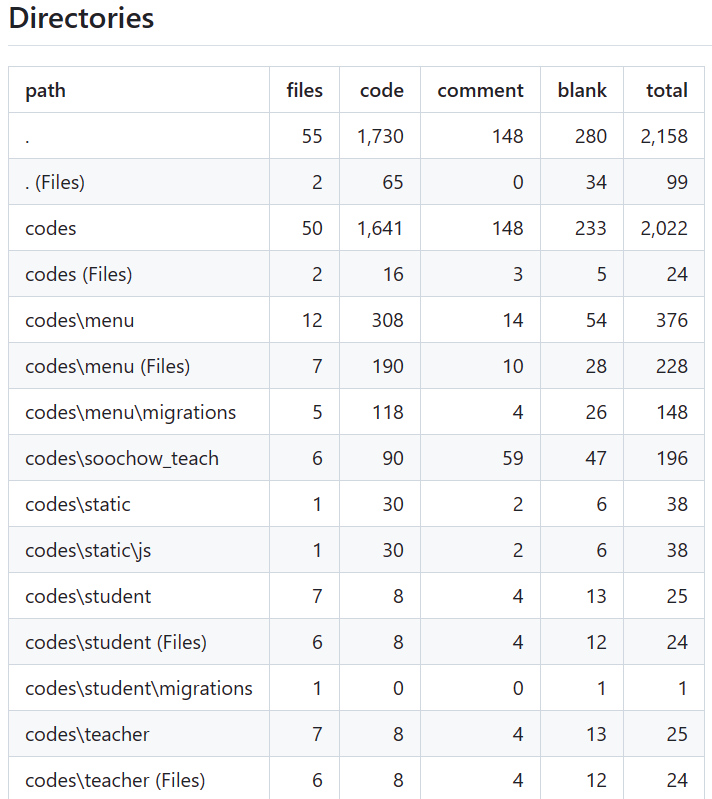 Directories
path files code comment blank total
. 55 1,730 148 280 2,158
. (Files) 2 65 0 34 99
codes 50 1,641 148 233 2,022
codes (Files) 2 16 3 5 24
codes\menu 12 308 14 54 376
codes\menu (Files) 7 190 10 28 228
codes\menu\migrations 5 118 4 26 148
codes\soochow_teach 6 90 59 47 196
codes\static 1 30 2 6 38
codes\static\js 1 30 2 6 38
codes\student 7 8 4 13 25
codes\student (Files) 6 8 4 12 24
codes\student\migrations 1 0 0 1 1
codes\teacher 7 8 4 13 25
codes\teacher (Files) 6 8 4 12 24